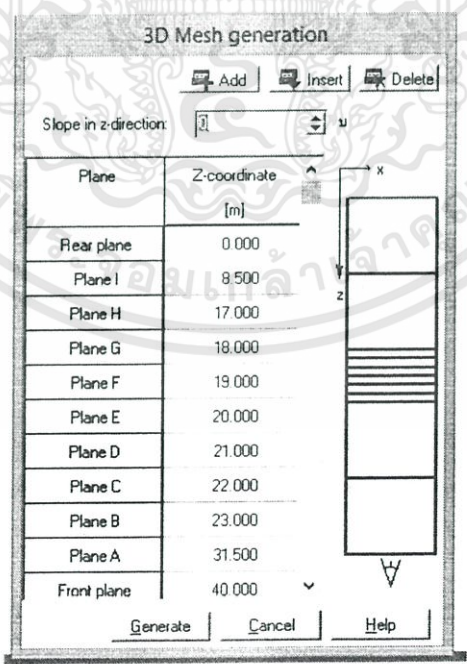 3D Mesh generation
Add Insert Delete
Slope in z-direction:
Plane Z-coordinate
[m]
x
z
Rear plane 0.000
Plane I 8.500
Plane H 17.000
Plane G 18.000
Plane F 19.000
Plane E 20.000
Plane D 21.000
Plane C 22.000
Plane B 23.000
Plane A 31.500
Front plane 40.000
Generate Cancel Help